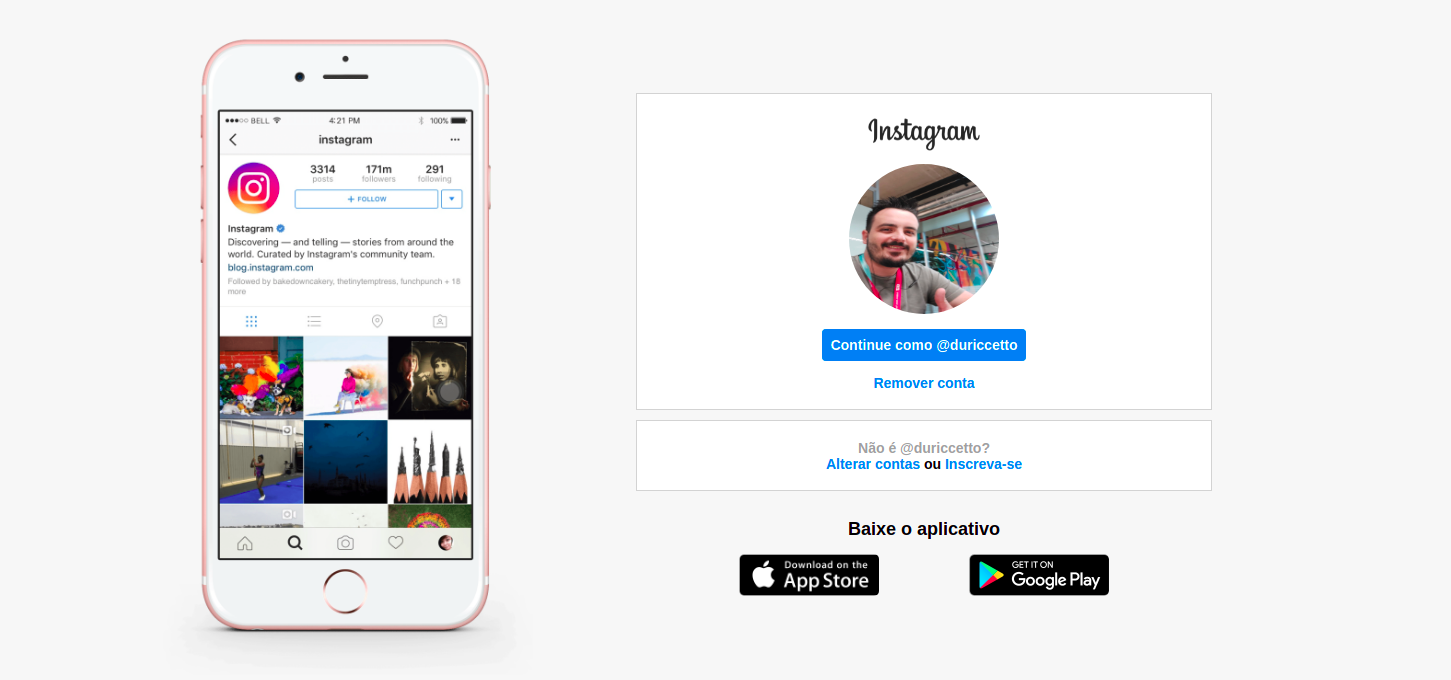 ●●●○○ BELL 4:21 PM 100%
instagram
3314 171m 291
posts followers following
+ FOLLOW
Instagram
Discovering — and telling — stories from around the
world. Curated by Instagram's community team.
blog.instagram.com
Followed by bakedowncakery, thetinytemptress, funchpunch + 18
more
Instagram
Continue como @duriccetto
Remover conta
Não é @duriccetto?
Alterar contas ou Inscreva-se
Baixe o aplicativo
Download on the
App Store
GET IT ON
Google Play